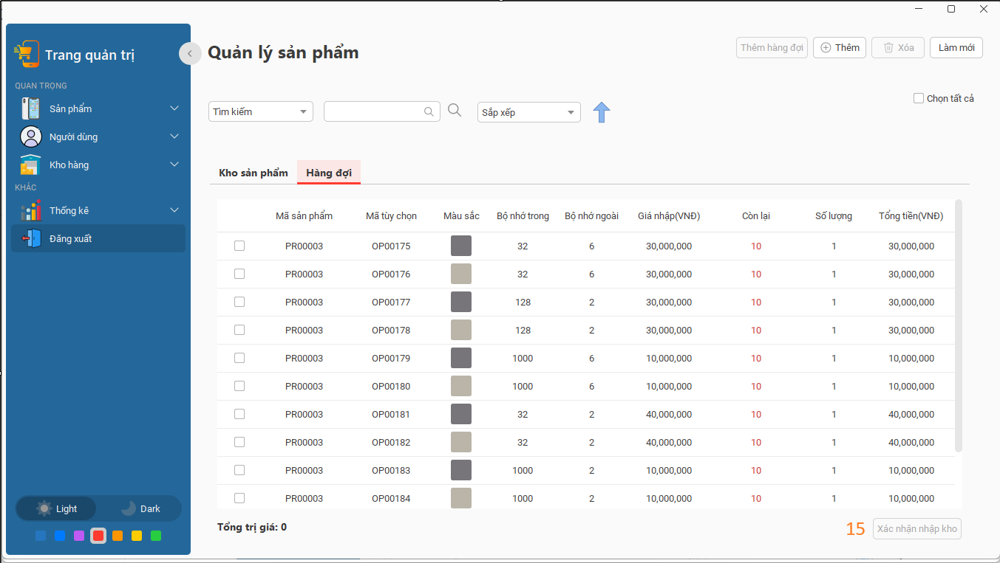 Trang quản trị
QUAN TRỌNG
Sản phẩm
Người dùng
Kho hàng
KHÁC
Thống kê
Đăng xuất
Light Dark
Quản lý sản phẩm
Thêm hàng đợi Thêm Xóa Làm mới
Chọn tất cả
Tìm kiếm Sắp xếp
Kho sản phẩm Hàng đợi
Mã sản phẩm Mã tùy chọn Màu sắc Bộ nhớ trong Bộ nhớ ngoài Giá nhập(VNĐ) Còn lại Số lượng Tổng tiền(VNĐ)
PR00003 OP00175 32 6 30,000,000 10 1 30,000,000
PR00003 OP00176 32 6 30,000,000 10 1 30,000,000
PR00003 OP00177 128 2 30,000,000 10 1 30,000,000
PR00003 OP00178 128 2 30,000,000 10 1 30,000,000
PR00003 OP00179 1000 6 10,000,000 10 1 10,000,000
PR00003 OP00180 1000 6 10,000,000 10 1 10,000,000
PR00003 OP00181 32 2 40,000,000 10 1 40,000,000
PR00003 OP00182 32 2 40,000,000 10 1 40,000,000
PR00003 OP00183 1000 2 10,000,000 10 1 10,000,000
PR00003 OP00184 1000 2 10,000,000 10 1 10,000,000
Tổng trị giá: 0 15 Xác nhận nhập kho